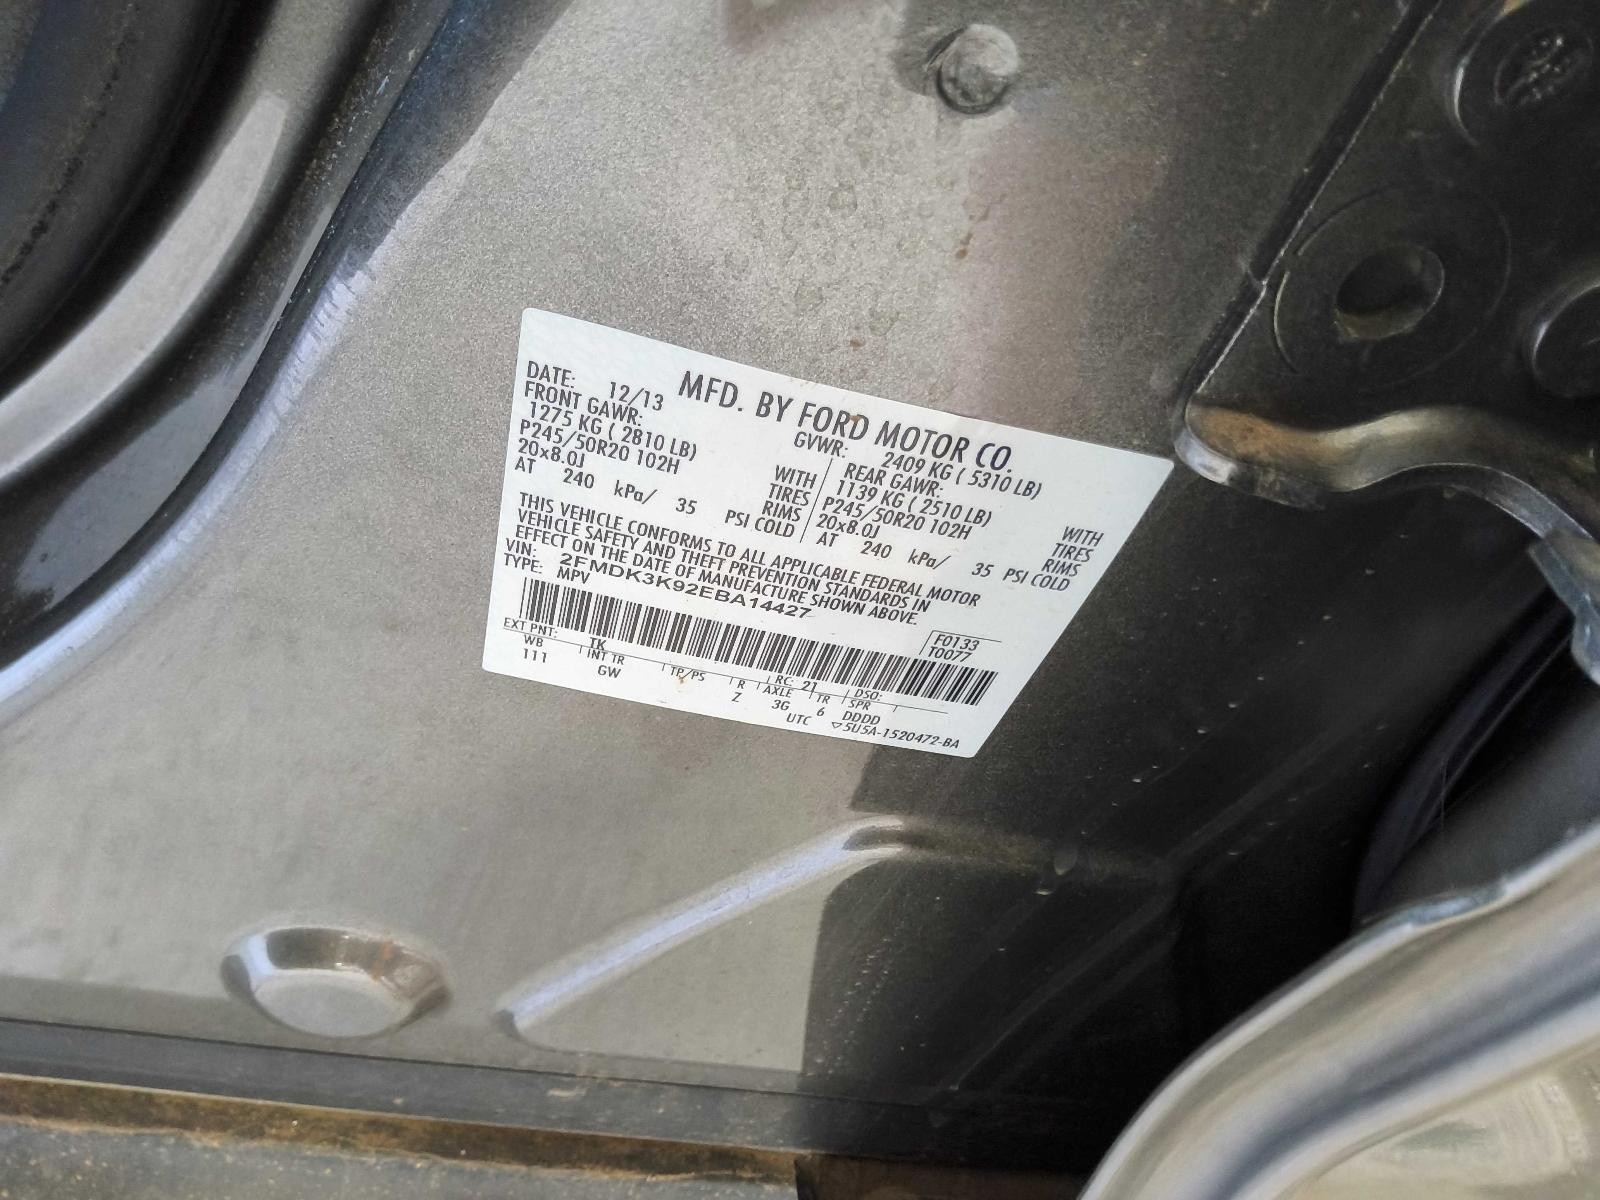 MFD. BY FORD MOTOR CO.
DATE: 12/13 GVWR: 2409 KG ( 5310 LB)
FRONT GAWR: REAR GAWR:
1275 KG ( 2810 LB) WITH 1139 KG ( 2510 LB) WITH
P245/50R20 102H TIRES P245/50R20 102H TIRES
20x8.0J RIMS 20x8.0J RIMS
AT 240 kPa/ 35 PSI COLD AT 240 kPa/ 35 PSI COLD
THIS VEHICLE CONFORMS TO ALL APPLICABLE FEDERAL MOTOR
VEHICLE SAFETY AND THEFT PREVENTION STANDARDS IN
EFFECT ON THE DATE OF MANUFACTURE SHOWN ABOVE.
VIN: 2FMDK3K92EBA14427
TYPE: MPV
F0133
T0077
EXT PNT: TK RC: 21 DSO:
WB INT TR TP/PS R AXLE TR SPR
111 GW Z 3G 6 DDDD
UTC ▽5U5A-1520472-BA